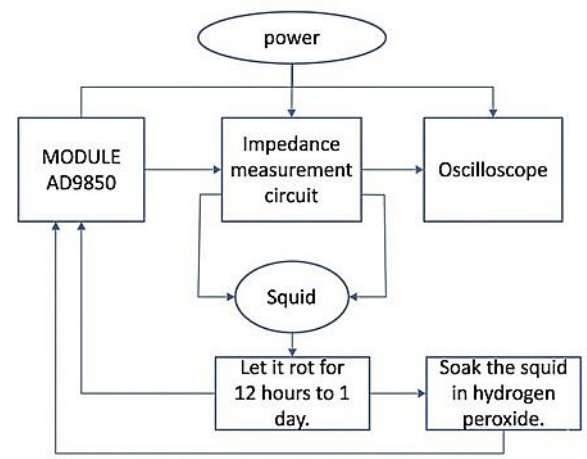 power
MODULE
AD9850
Impedance
measurement
circuit
Oscilloscope
Squid
Let it rot for
12 hours to 1
day.
Soak the squid
in hydrogen
peroxide.